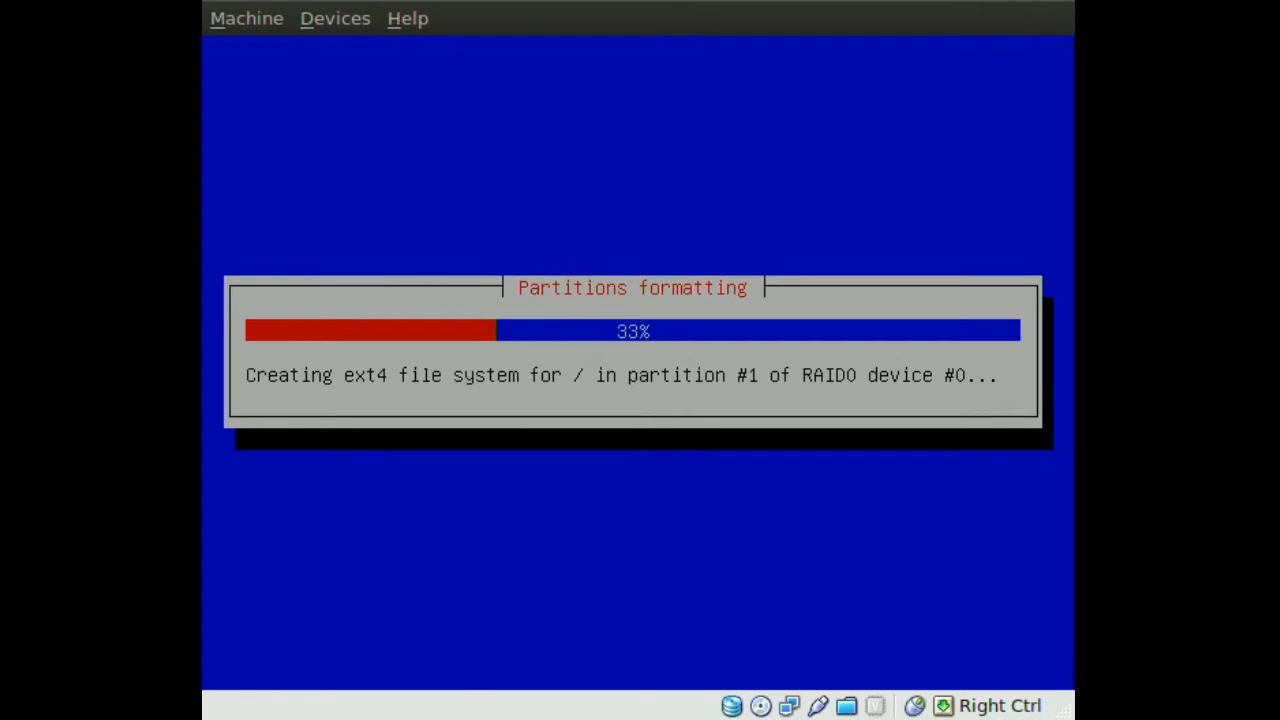 Machine Devices Help
Partitions formatting
33%
Creating ext4 file system for / in partition #1 of RAID0 device #0...
Right Ctrl